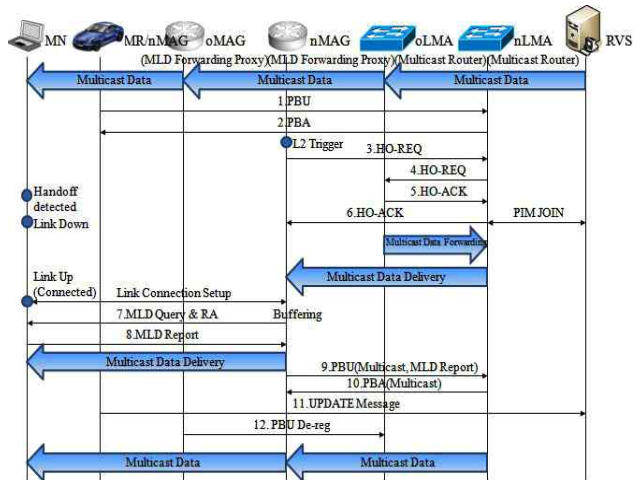 MN
MR/nMAG
oMAG
nMAG
oLMA
nLMA
RVS
(MLD Forwarding Proxy)(MLD Forwarding Proxy)(Multicast Router)(Multicast Router)
Multicast Data
Multicast Data
Multicast Data
1.PBU
2.PBA
L2 Trigger
3.HO-REQ
4.HO-REQ
5.HO-ACK
Handoff
detected
6.HO-ACK
PIM JOIN
Link Down
Multicast Data Forwarding
Link Up
(Connected)
Multicast Data Delivery
Link Connection Setup
7.MLD Query & RA
Buffering
8.MLD Report
Multicast Data Delivery
9.PBU(Multicast, MLD Report)
10.PBA(Multicast)
11.UPDATE Message
12. PBU De-reg
Multicast Data
Multicast Data